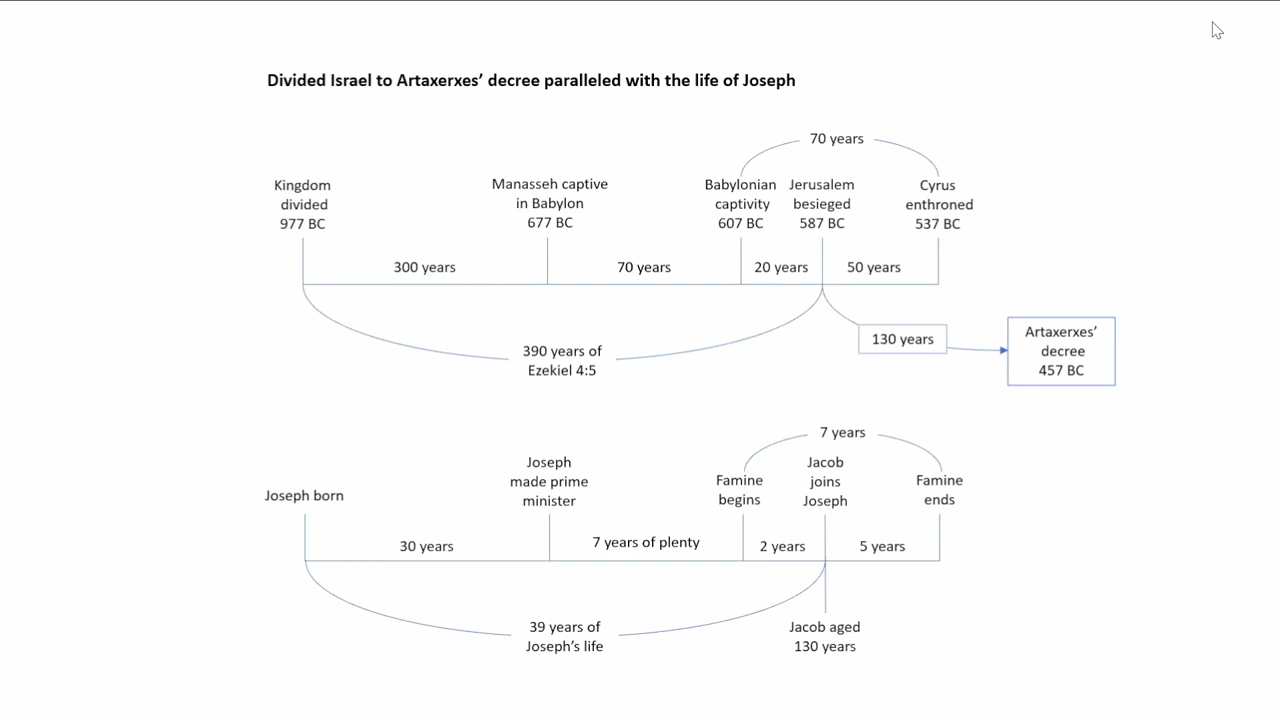 Divided Israel to Artaxerxes’ decree paralleled with the life of Joseph
70 years
Kingdom
divided
977 BC
Manasseh captive
in Babylon
677 BC
Babylonian
captivity
607 BC
Jerusalem
besieged
587 BC
Cyrus
enthroned
537 BC
300 years
70 years
20 years
50 years
390 years of
Ezekiel 4:5
130 years
Artaxerxes’
decree
457 BC
7 years
Joseph born
Joseph
made prime
minister
Famine
begins
Jacob
joins
Joseph
Famine
ends
30 years
7 years of plenty
2 years
5 years
39 years of
Joseph’s life
Jacob aged
130 years